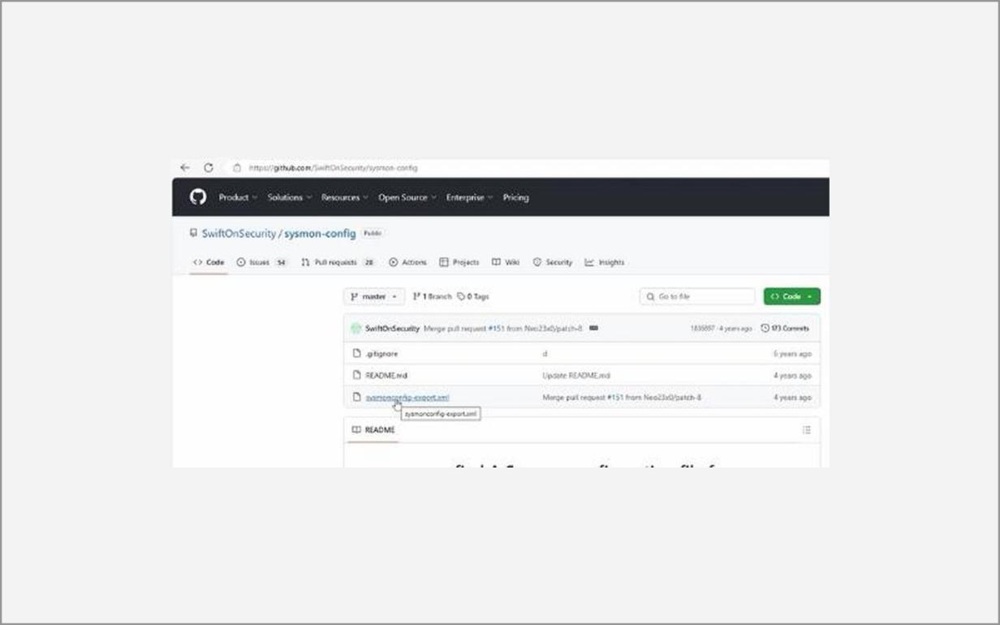 https://github.com/SwiftOnSecurity/sysmon-config
Product Solutions Resources Open Source Enterprise Pricing
SwiftOnSecurity / sysmon-config Public
Code Issues 54 Pull requests 28 Actions Projects Wiki Security Insights
master 1 Branch 0 Tags Go to file Code
SwiftOnSecurity Merge pull request #151 from Neo23x0/patch-8 4 years ago 173 Commits
.gitignore d 6 years ago
README.md Update README.md 4 years ago
sysmonconfig-export.xml Merge pull request #151 from Neo23x0/patch-8 4 years ago
sysmonconfig-export.xml
README